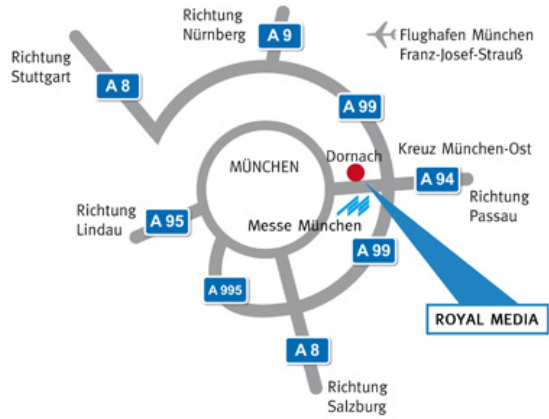 Richtung
Nürnberg
A 9
Flughafen München
Franz-Josef-Strauß
Richtung
Stuttgart
A 8
A 99
Kreuz München-Ost
Dornach
MÜNCHEN
A 94
Richtung
Passau
Richtung
Lindau
A 95
Messe München
A 99
A 995
ROYAL MEDIA
A 8
Richtung
Salzburg